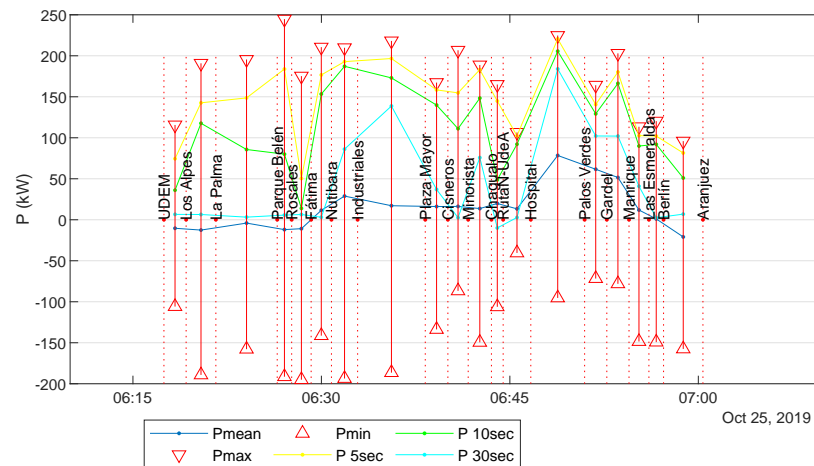 250
200
150
100
50
0
-50
-100
-150
-200
P (kW)
UDEM
Los Alpes
La Palma
Parque Belén
Rosales
Fátima
Nutibara
Industriales
Plaza Mayor
Cisneros
Minorista
Chagualo
RutaN-UdeA
Hospital
Palos Verdes
Gardel
Manrique
Las Esmeraldas
Berlín
Aranjuez
06:15
06:30
06:45
07:00
Oct 25, 2019
Pmean
Pmin
P 10sec
Pmax
P 5sec
P 30sec